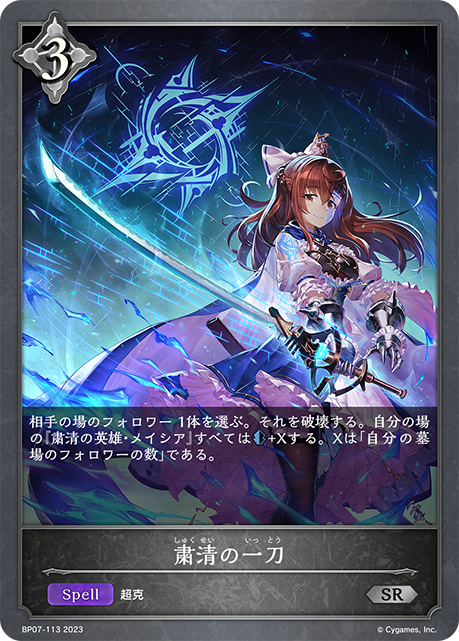 3
相手の場のフォロワー 1体を選ぶ。それを破壊する。自分の場
の『粛清の英雄・メイシア』すべては+Xする。Xは「自分の墓
場のフォロワーの数」である。
しゅく せい いっ とう
粛清の一刀
Spell 超克 SR
BP07-113 2023 © Cygames, Inc.